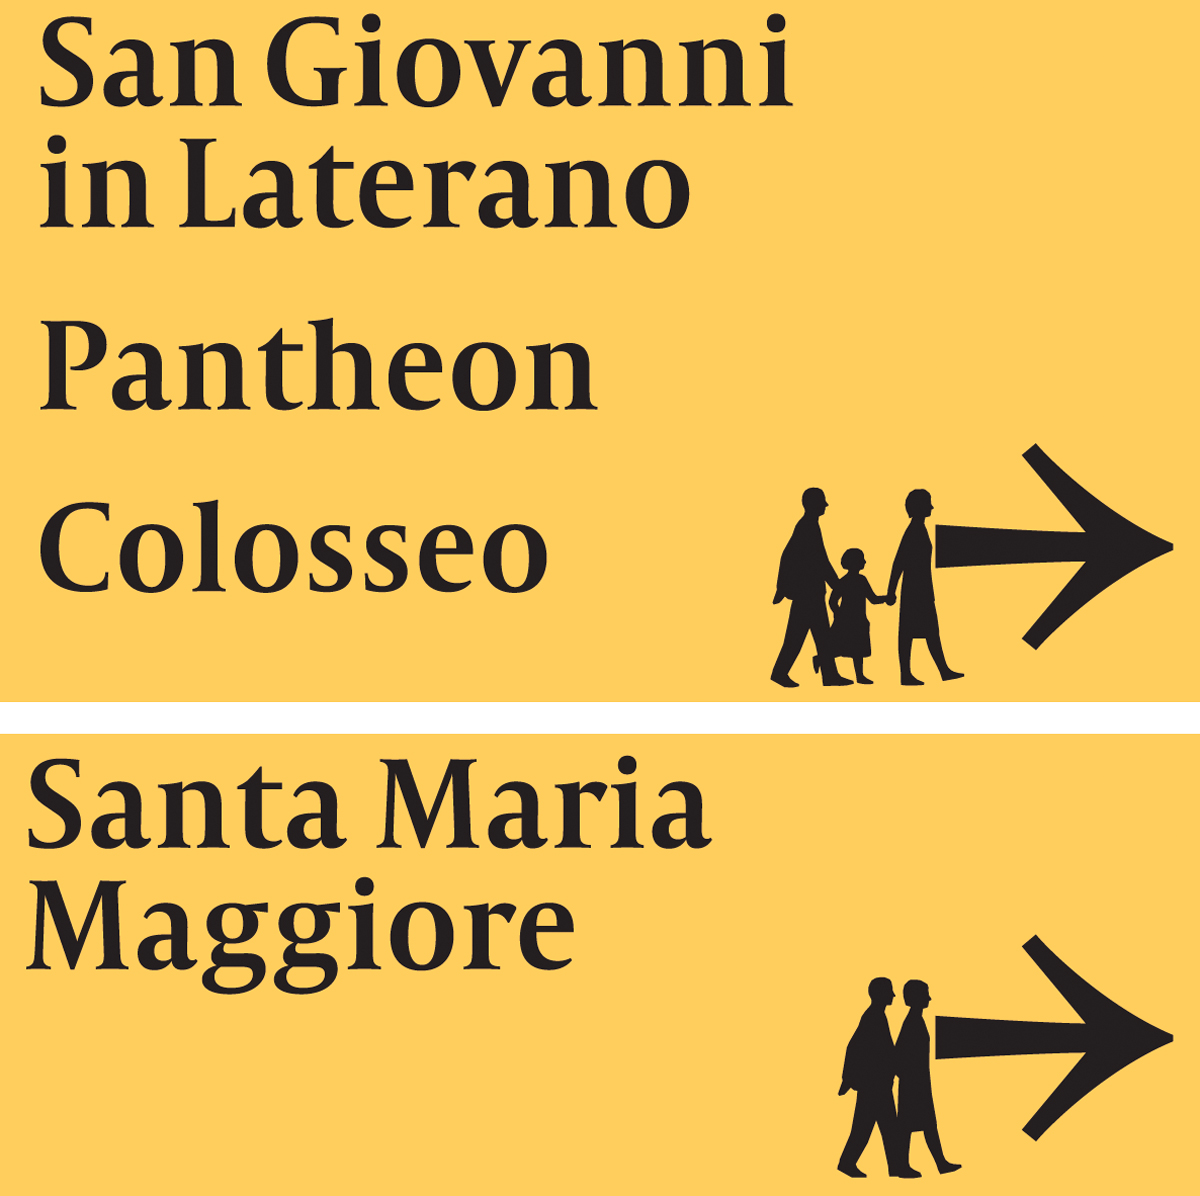 San Giovanni
in Laterano
Pantheon
Colosseo
Santa Maria
Maggiore